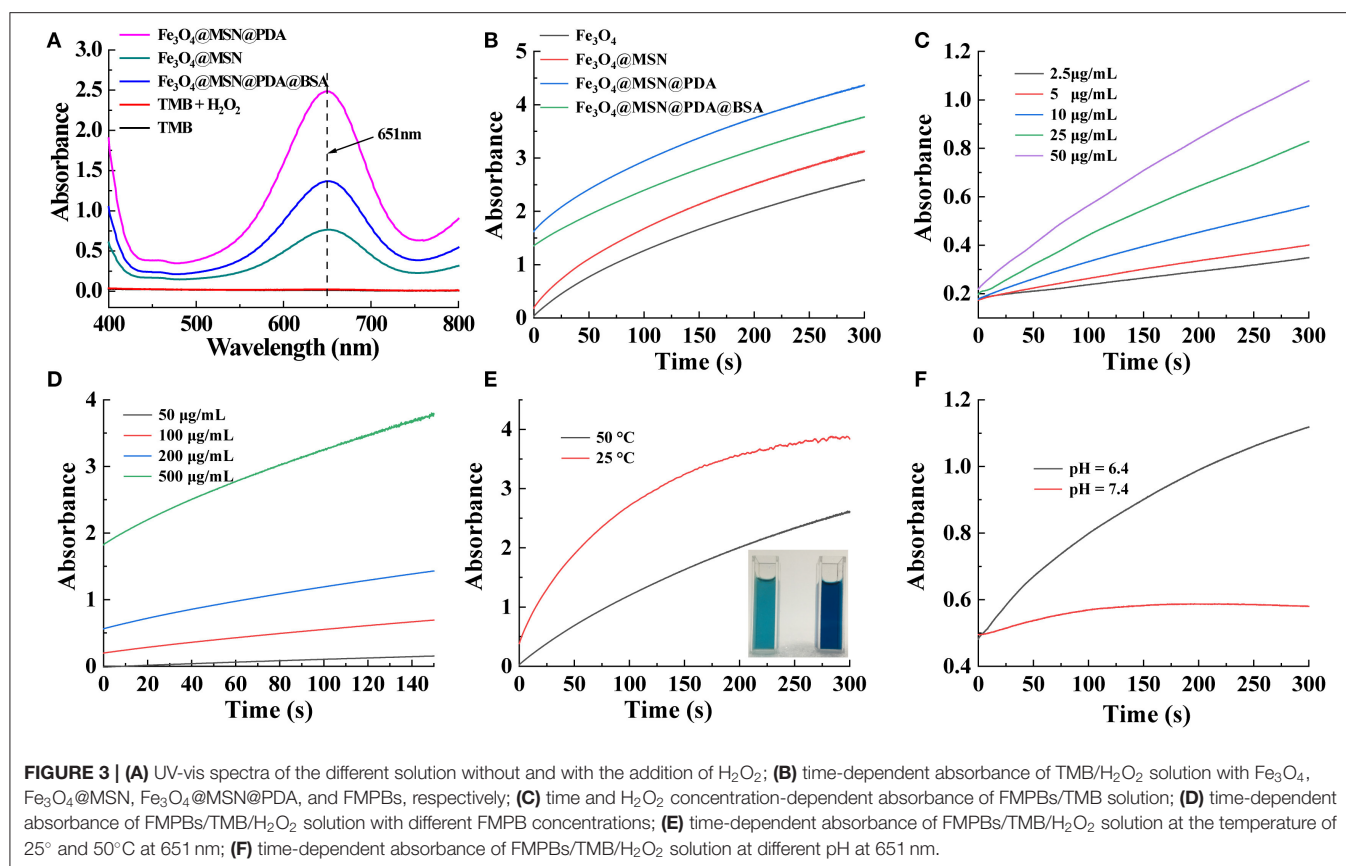 A
Fe₃O₄@MSN@PDA
Fe₃O₄@MSN
Fe₃O₄@MSN@PDA@BSA
TMB + H₂O₂
TMB
651nm
3.0
2.5
2.0
1.5
1.0
0.5
0.0
Absorbance
400 500 600 700 800
Wavelength (nm)
B
Fe₃O₄
Fe₃O₄@MSN
Fe₃O₄@MSN@PDA
Fe₃O₄@MSN@PDA@BSA
5
4
3
2
1
0
Absorbance
0 50 100 150 200 250 300
Time (s)
C
2.5μg/mL
5 μg/mL
10 μg/mL
25 μg/mL
50 μg/mL
1.2
1.0
0.8
0.6
0.4
0.2
Absorbance
0 50 100 150 200 250 300
Time (s)
D
50 μg/mL
100 μg/mL
200 μg/mL
500 μg/mL
4
3
2
1
0
Absorbance
0 20 40 60 80 100 120 140
Time (s)
E
50 °C
25 °C
5
4
3
2
1
0
Absorbance
0 50 100 150 200 250 300
Time (s)
F
pH = 6.4
pH = 7.4
1.2
1.0
0.8
0.6
0.4
Absorbance
0 50 100 150 200 250 300
Time (s)
FIGURE 3 | (A) UV-vis spectra of the different solution without and with the addition of H₂O₂; (B) time-dependent absorbance of TMB/H₂O₂ solution with Fe₃O₄,
Fe₃O₄@MSN, Fe₃O₄@MSN@PDA, and FMPBs, respectively; (C) time and H₂O₂ concentration-dependent absorbance of FMPBs/TMB solution; (D) time-dependent
absorbance of FMPBs/TMB/H₂O₂ solution with different FMPB concentrations; (E) time-dependent absorbance of FMPBs/TMB/H₂O₂ solution at the temperature of
25° and 50°C at 651 nm; (F) time-dependent absorbance of FMPBs/TMB/H₂O₂ solution at different pH at 651 nm.